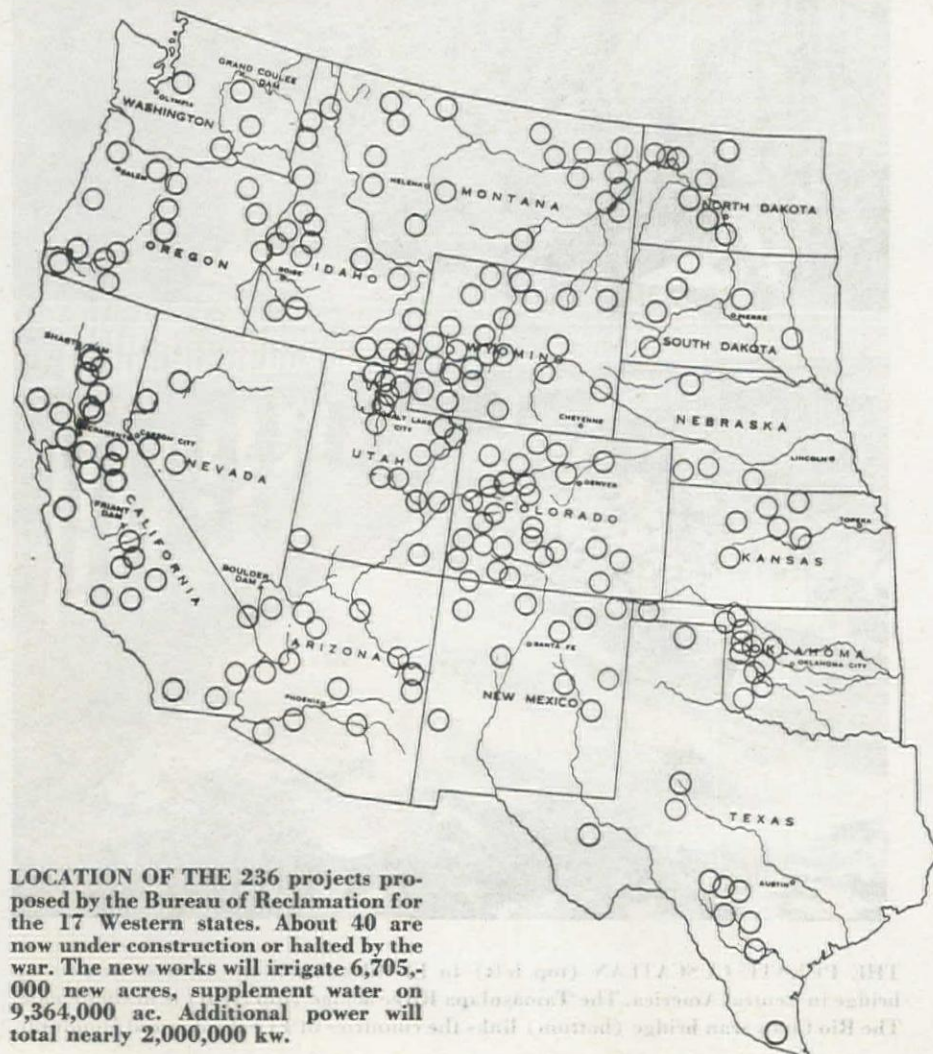 GRAND COULEE
DAM
OLYMPIA
WASHINGTON
SALEM
HELENA
MONTANA
NORTH DAKOTA
OREGON
BOISE
IDAHO
PIERRE
SOUTH DAKOTA
WYOMING
SHASTA DAM
CHEYENNE
NEBRASKA
SALT LAKE
CITY
SACRAMENTO
CARSON CITY
NEVADA
UTAH
LINCOLN
DENVER
COLORADO
FRIANT
DAM
CALIFORNIA
TOPEKA
KANSAS
BOULDER
DAM
ARIZONA
SANTA FE
OKLAHOMA
OKLAHOMA CITY
PHOENIX
NEW MEXICO
TEXAS
AUSTIN
LOCATION OF THE 236 projects pro-
posed by the Bureau of Reclamation for
the 17 Western states. About 40 are
now under construction or halted by the
war. The new works will irrigate 6,705,-
000 new acres, supplement water on
9,364,000 ac. Additional power will
total nearly 2,000,000 kw.